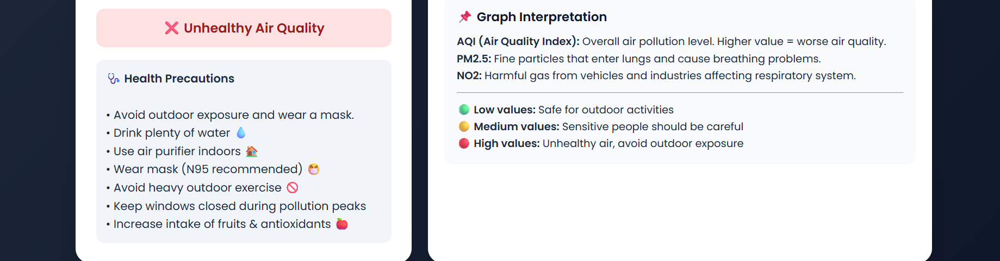 ❌ Unhealthy Air Quality
🩺 Health Precautions
• Avoid outdoor exposure and wear a mask.
• Drink plenty of water 💧
• Use air purifier indoors 🏠
• Wear mask (N95 recommended) 😷
• Avoid heavy outdoor exercise 🚫
• Keep windows closed during pollution peaks
• Increase intake of fruits & antioxidants 🍎
📌 Graph Interpretation
AQI (Air Quality Index): Overall air pollution level. Higher value = worse air quality.
PM2.5: Fine particles that enter lungs and cause breathing problems.
NO2: Harmful gas from vehicles and industries affecting respiratory system.
🟢 Low values: Safe for outdoor activities
🟡 Medium values: Sensitive people should be careful
🔴 High values: Unhealthy air, avoid outdoor exposure